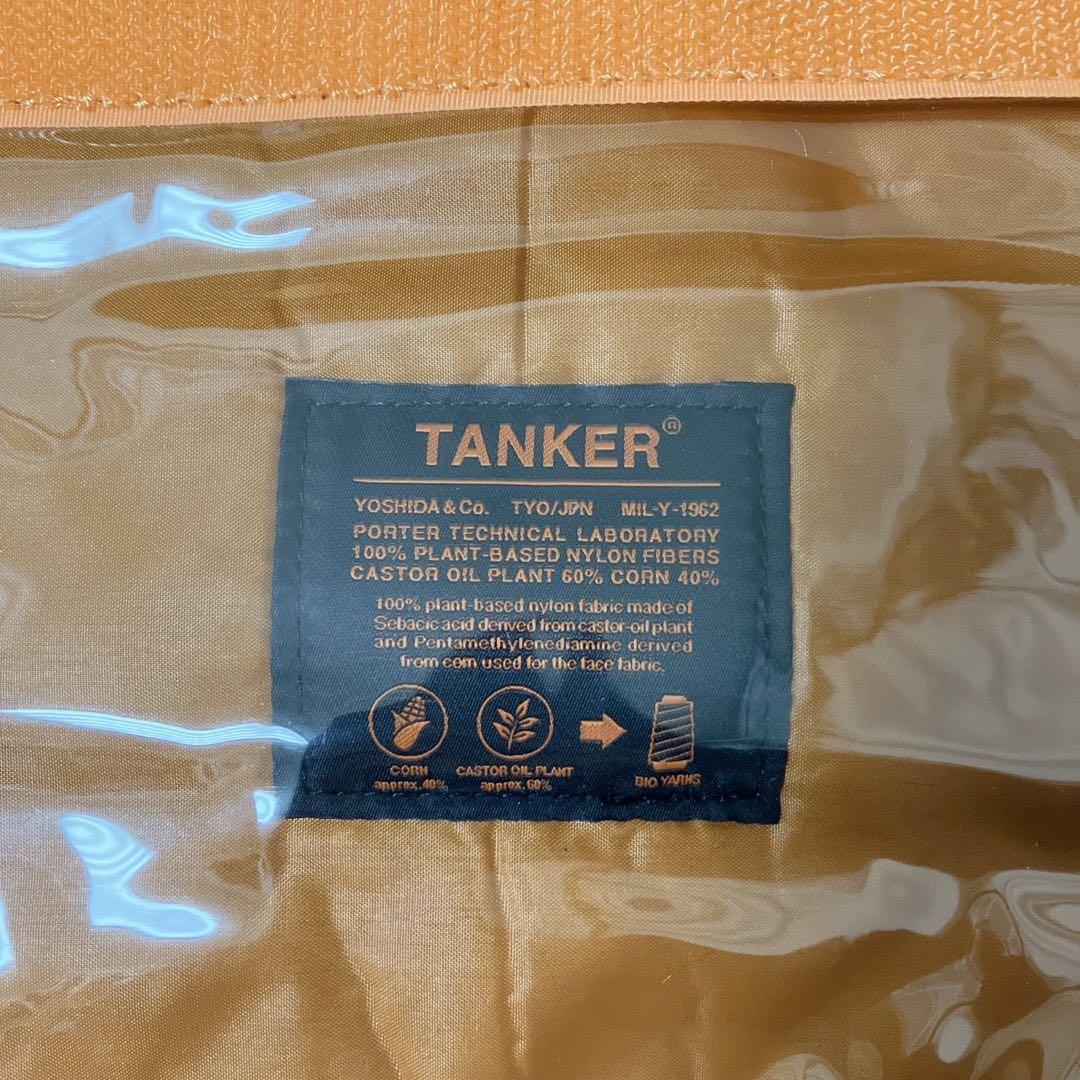 TANKER®
YOSHIDA & Co. TYO/JPN MIL-Y-1962
PORTER TECHNICAL LABORATORY
100% PLANT-BASED NYLON FIBERS
CASTOR OIL PLANT 60% CORN 40%
100% plant-based nylon fabric made of
Sebacic acid derived from castor-oil plant
and Pentamethylenediamine derived
from corn used for the face fabric.
CORN CASTOR OIL PLANT BIO YARNS
approx.40% approx.60%